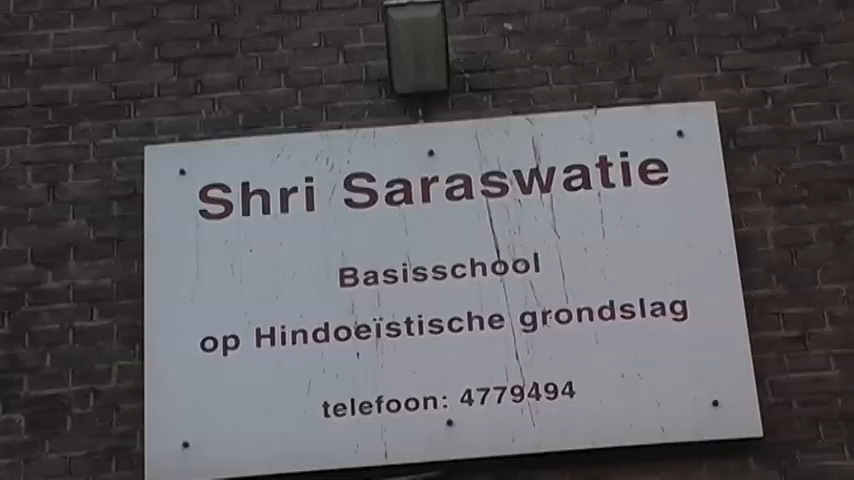 Shri Saraswatie
Basisschool
op Hindoeïstische grondslag
telefoon: 4779494